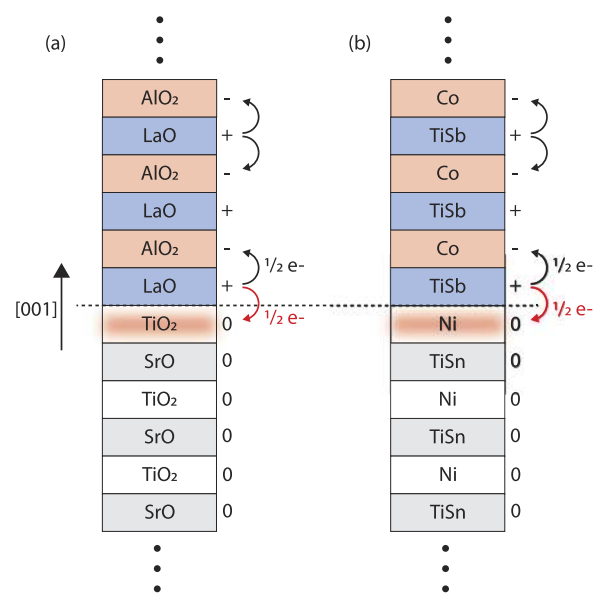 (a)
AlO₂ -
LaO +
AlO₂ -
LaO +
AlO₂ -
½ e-
LaO +
½ e-
TiO₂ 0
SrO 0
TiO₂ 0
SrO 0
TiO₂ 0
SrO 0
[001]
(b)
Co -
TiSb +
Co -
TiSb +
Co -
½ e-
TiSb +
½ e-
Ni 0
TiSn 0
Ni 0
TiSn 0
Ni 0
TiSn 0